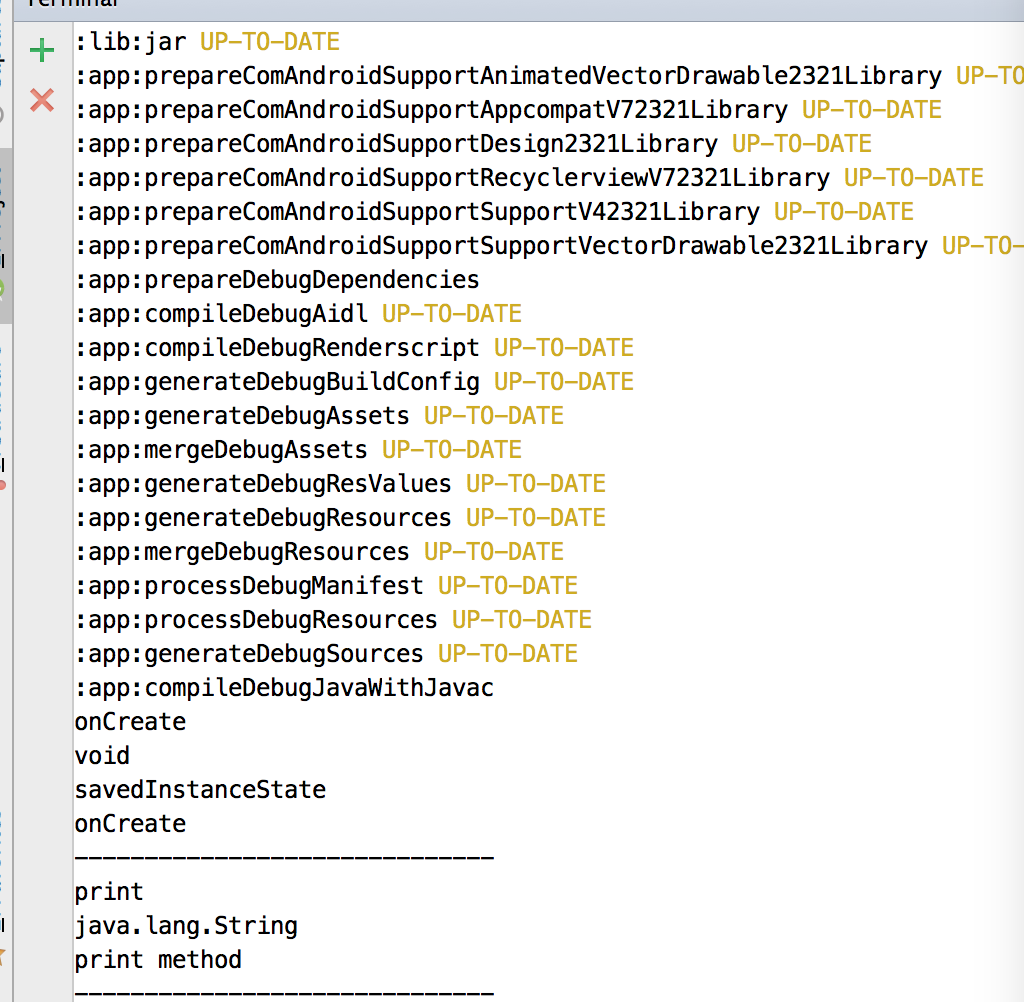 Terminal
:lib:jar UP-TO-DATE
:app:prepareComAndroidSupportAnimatedVectorDrawable2321Library UP-TO
:app:prepareComAndroidSupportAppcompatV72321Library UP-TO-DATE
:app:prepareComAndroidSupportDesign2321Library UP-TO-DATE
:app:prepareComAndroidSupportRecyclerviewV72321Library UP-TO-DATE
:app:prepareComAndroidSupportSupportV42321Library UP-TO-DATE
:app:prepareComAndroidSupportSupportVectorDrawable2321Library UP-TO-
:app:prepareDebugDependencies
:app:compileDebugAidl UP-TO-DATE
:app:compileDebugRenderscript UP-TO-DATE
:app:generateDebugBuildConfig UP-TO-DATE
:app:generateDebugAssets UP-TO-DATE
:app:mergeDebugAssets UP-TO-DATE
:app:generateDebugResValues UP-TO-DATE
:app:generateDebugResources UP-TO-DATE
:app:mergeDebugResources UP-TO-DATE
:app:processDebugManifest UP-TO-DATE
:app:processDebugResources UP-TO-DATE
:app:generateDebugSources UP-TO-DATE
:app:compileDebugJavaWithJavac
onCreate
void
savedInstanceState
onCreate
------------------------------
print
java.lang.String
print method
------------------------------